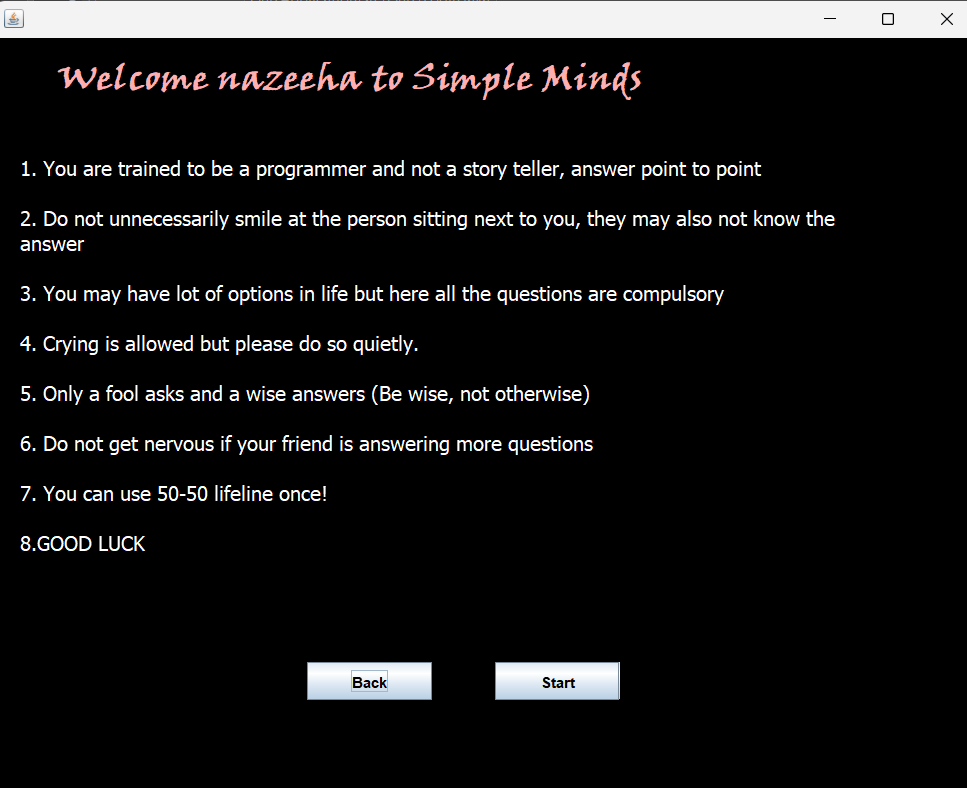 Welcome nazeeha to Simple Minds
1. You are trained to be a programmer and not a story teller, answer point to point
2. Do not unnecessarily smile at the person sitting next to you, they may also not know the
answer
3. You may have lot of options in life but here all the questions are compulsory
4. Crying is allowed but please do so quietly.
5. Only a fool asks and a wise answers (Be wise, not otherwise)
6. Do not get nervous if your friend is answering more questions
7. You can use 50-50 lifeline once!
8.GOOD LUCK
Back Start